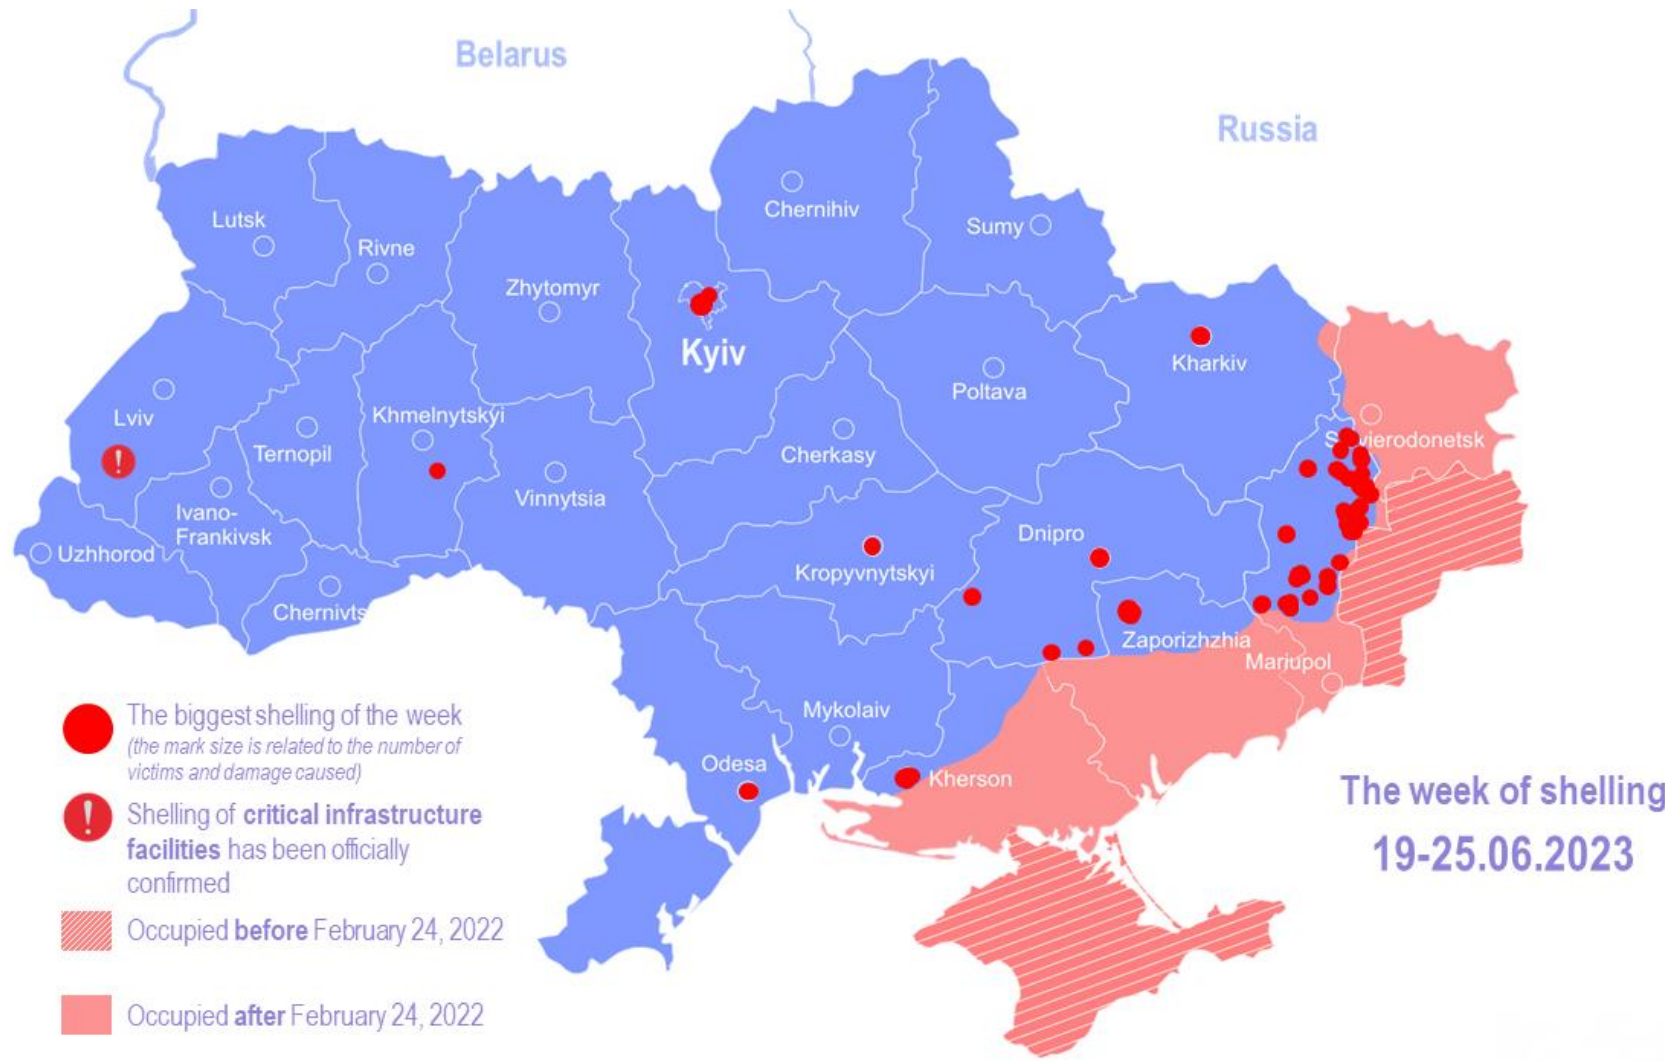 Belarus
Russia
Chernihiv
Lutsk
Sumy
Rivne
Zhytomyr
Kyiv
Kharkiv
Poltava
Lviv
Khmelnytskyi
Ternopil
Cherkasy
Vinnytsia
Ivano-
Frankivsk
Dnipro
Uzhhorod
Kropyvnytskyi
Chernivts
Zaporizhzhia
Mariupol
Mykolaiv
Odesa
Kherson
The biggest shelling of the week
(the mark size is related to the number of
victims and damage caused)
!
Shelling of critical infrastructure
facilities has been officially
confirmed
Occupied before February 24, 2022
Occupied after February 24, 2022
The week of shelling
19-25.06.2023